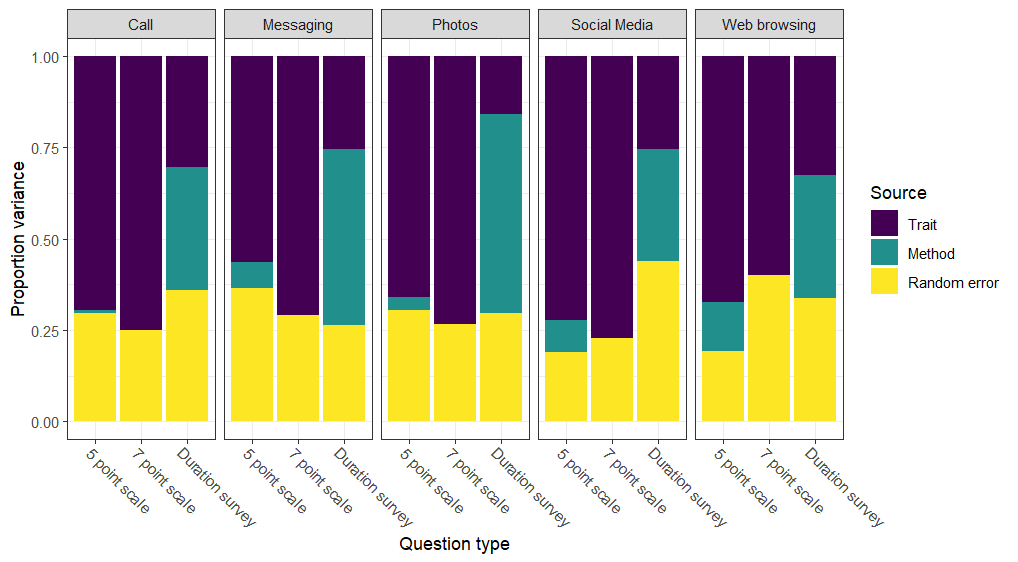 Call Messaging Photos Social Media Web browsing
1.00
0.75
0.50
0.25
0.00
Proportion variance
5 point scale 7 point scale Duration survey 5 point scale 7 point scale Duration survey 5 point scale 7 point scale Duration survey 5 point scale 7 point scale Duration survey 5 point scale 7 point scale Duration survey
Question type
Source
Trait
Method
Random error